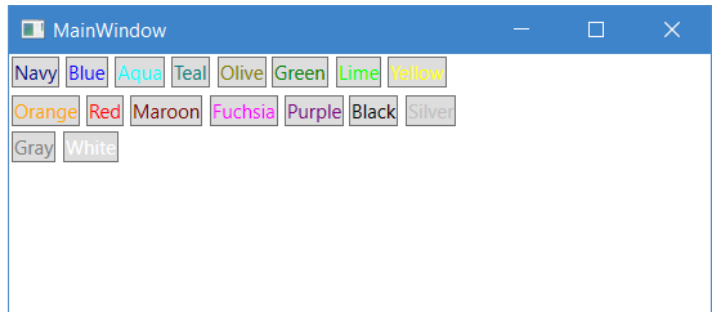 MainWindow
Navy Blue Aqua Teal Olive Green Lime Yellow
Orange Red Maroon Fuchsia Purple Black Silver
Gray White